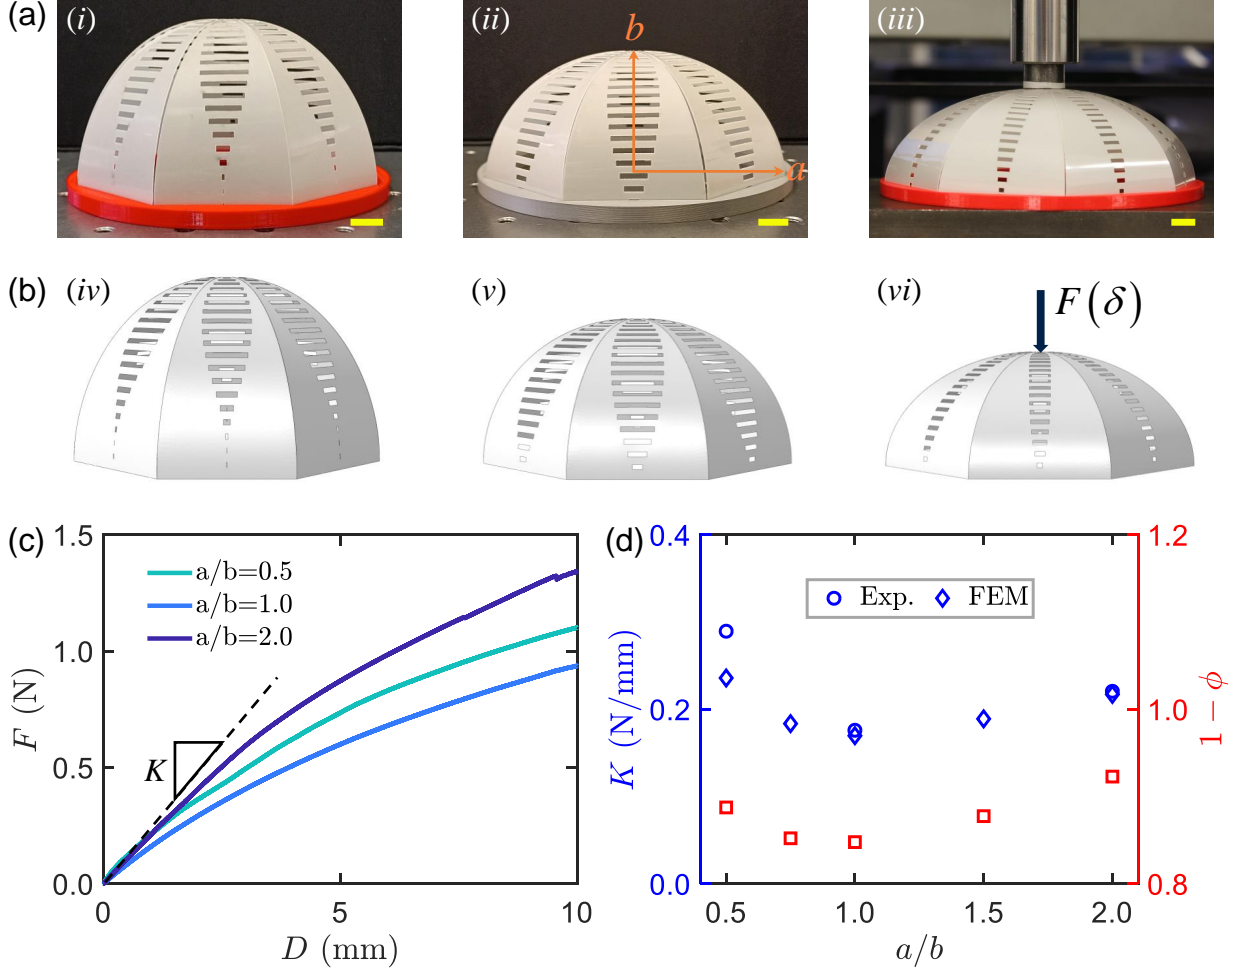 (a)
(i)
(ii)
(iii)
b
a
(b)
(iv)
(v)
(vi)
F(δ)
(c)
1.5
1.0
0.5
0.0
F (N)
a/b=0.5
a/b=1.0
a/b=2.0
K
0
5
10
D (mm)
(d)
0.4
0.2
0.0
K (N/mm)
Exp.
FEM
1.2
1.0
0.8
1 − ϕ
0.5
1.0
1.5
2.0
a/b